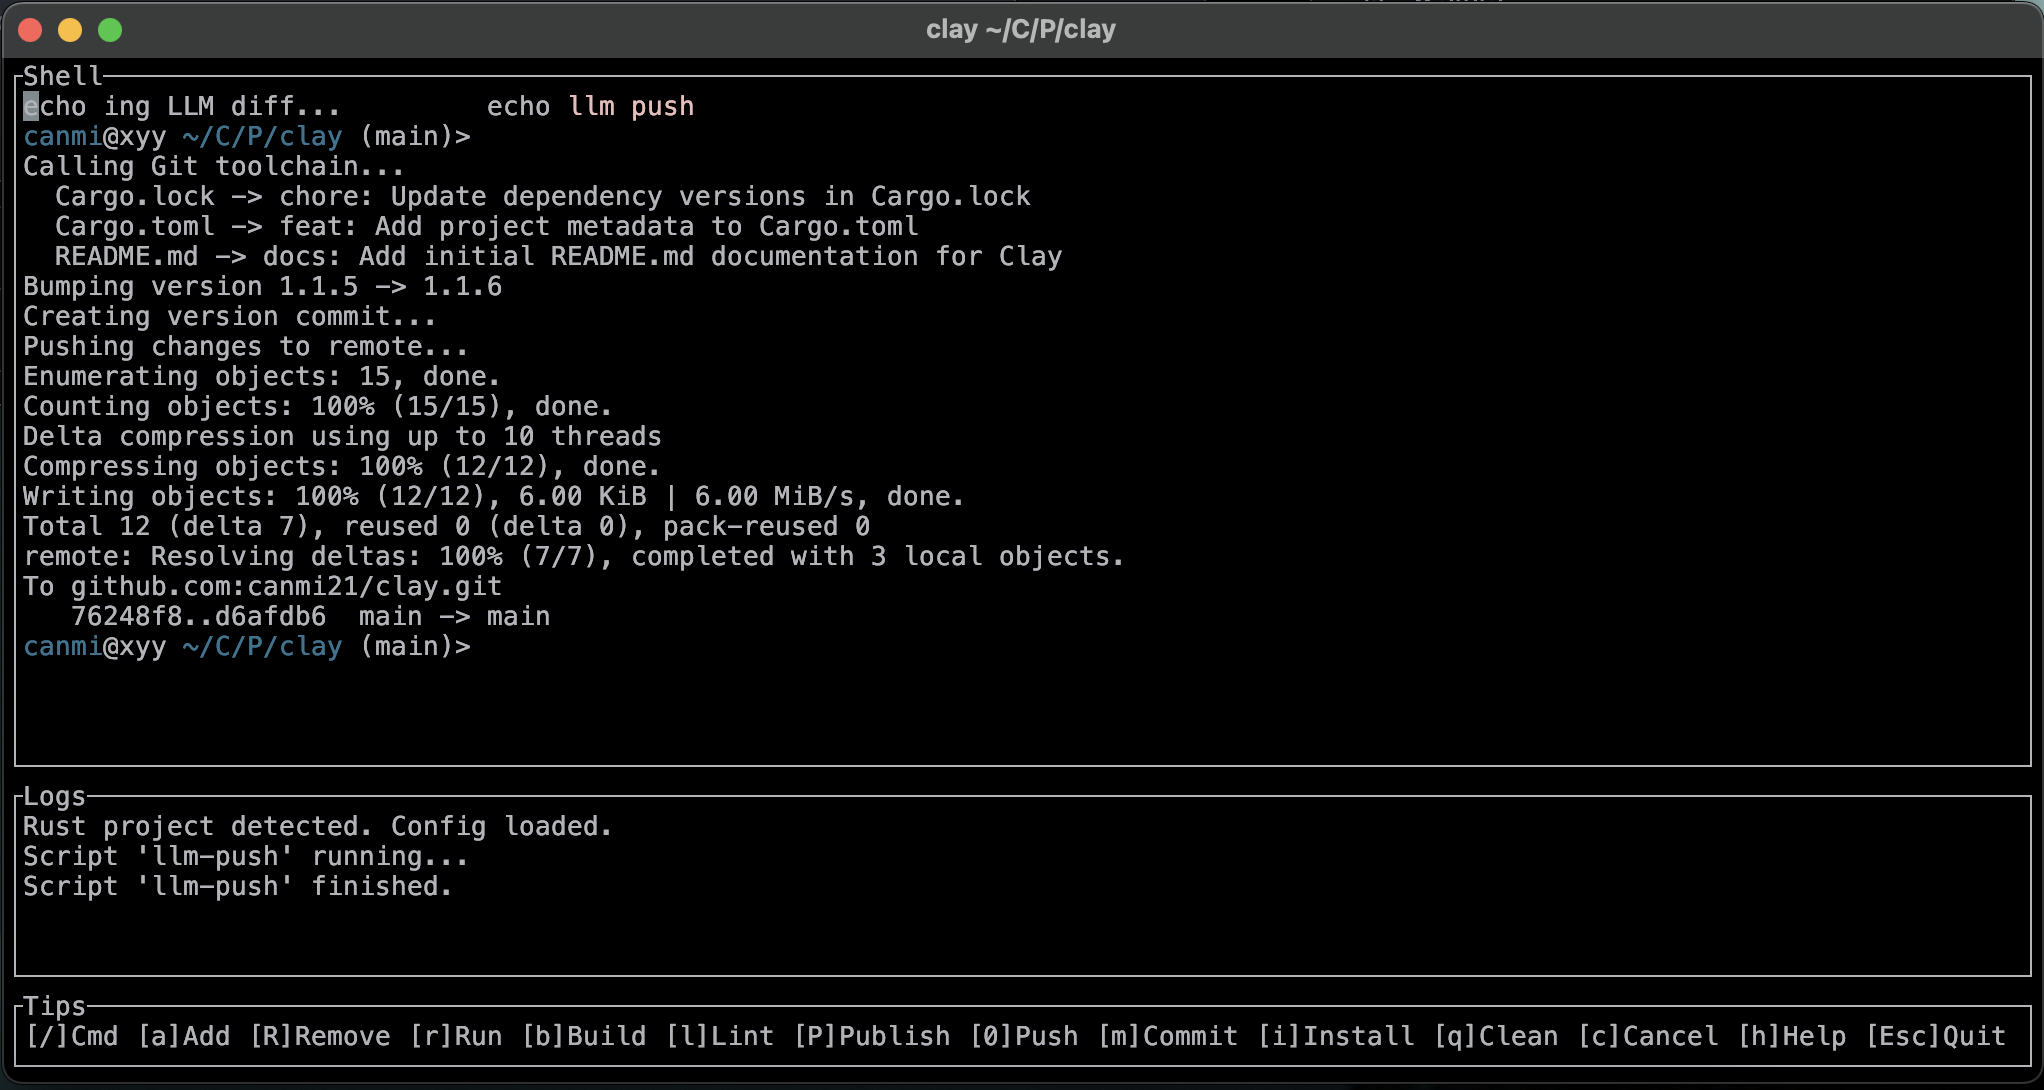 clay ~/C/P/clay
Shell
echo ing LLM diff...         echo llm push
canmi@xyy ~/C/P/clay (main)>
Calling Git toolchain...
  Cargo.lock -> chore: Update dependency versions in Cargo.lock
  Cargo.toml -> feat: Add project metadata to Cargo.toml
  README.md -> docs: Add initial README.md documentation for Clay
Bumping version 1.1.5 -> 1.1.6
Creating version commit...
Pushing changes to remote...
Enumerating objects: 15, done.
Counting objects: 100% (15/15), done.
Delta compression using up to 10 threads
Compressing objects: 100% (12/12), done.
Writing objects: 100% (12/12), 6.00 KiB | 6.00 MiB/s, done.
Total 12 (delta 7), reused 0 (delta 0), pack-reused 0
remote: Resolving deltas: 100% (7/7), completed with 3 local objects.
To github.com:canmi21/clay.git
   76248f8..d6afdb6  main -> main
canmi@xyy ~/C/P/clay (main)>
Logs
Rust project detected. Config loaded.
Script 'llm-push' running...
Script 'llm-push' finished.
Tips
[/]Cmd [a]Add [R]Remove [r]Run [b]Build [l]Lint [P]Publish [0]Push [m]Commit [i]Install [q]Clean [c]Cancel [h]Help [Esc]Quit